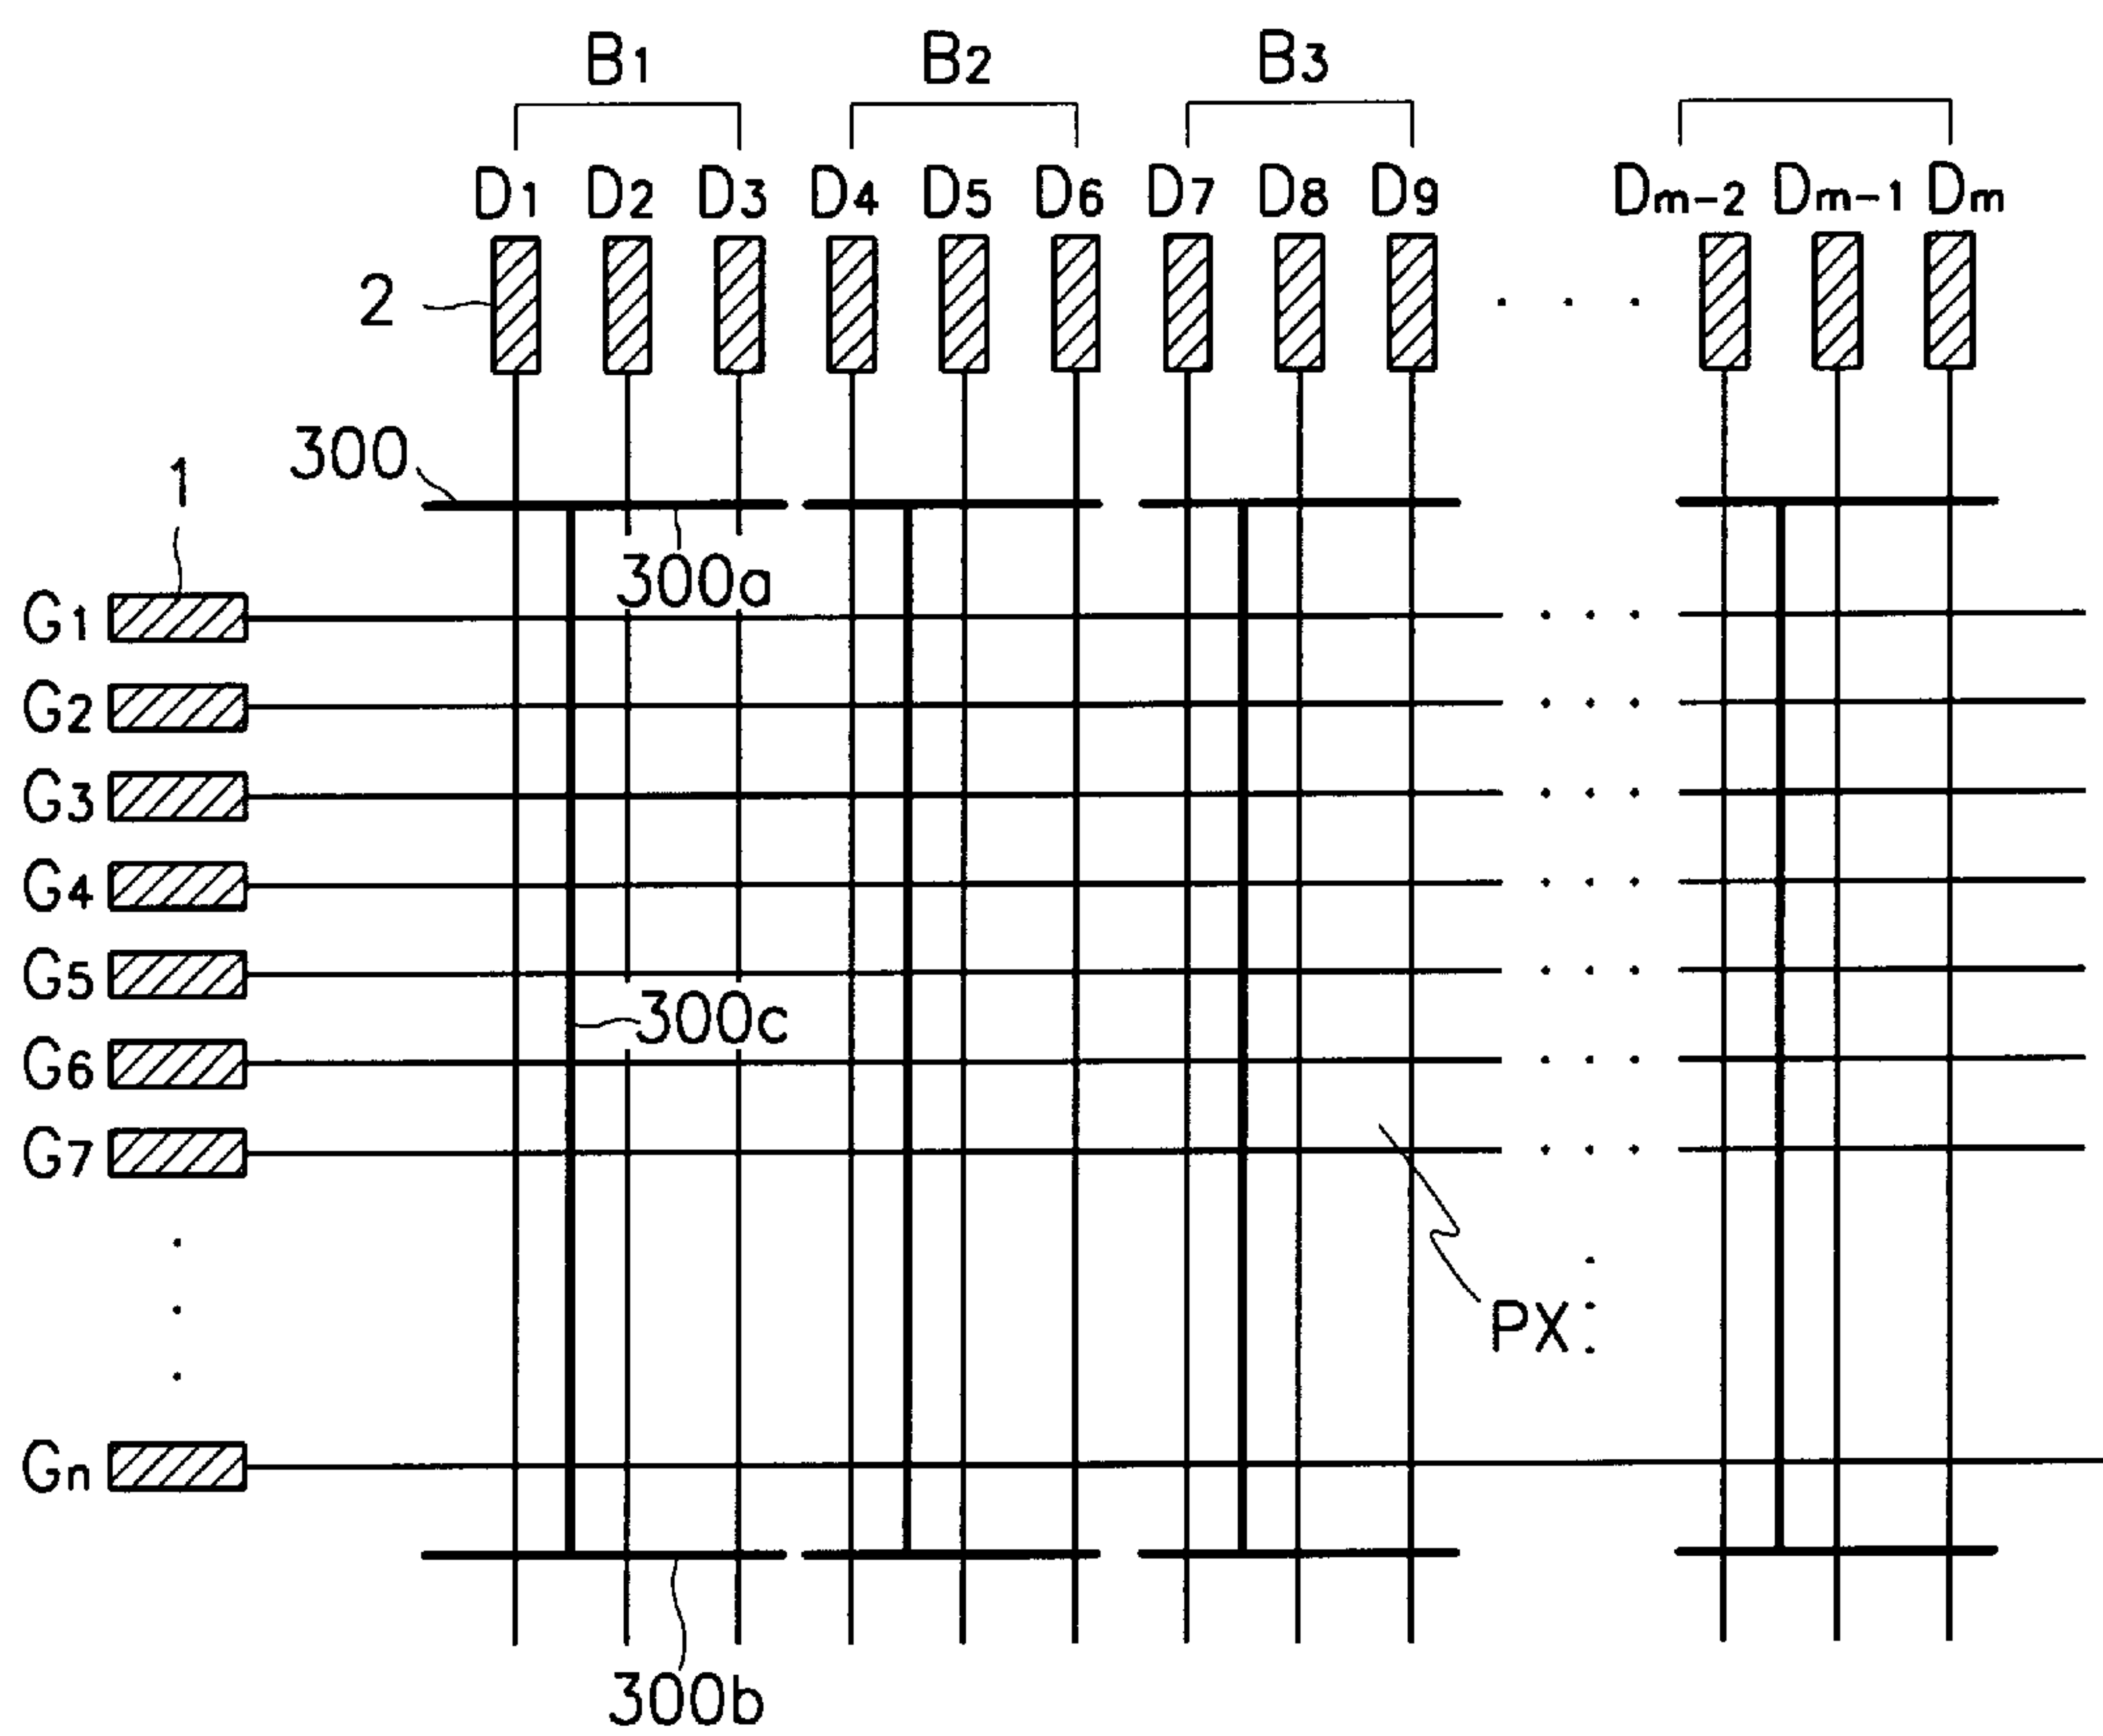 B1 B2 B3
D1 D2 D3 D4 D5 D6 D7 D8 D9 Dm-2 Dm-1 Dm
2
300
1
300a
G1
G2
G3
G4
G5
300c
G6
G7
PX
Gn
300b